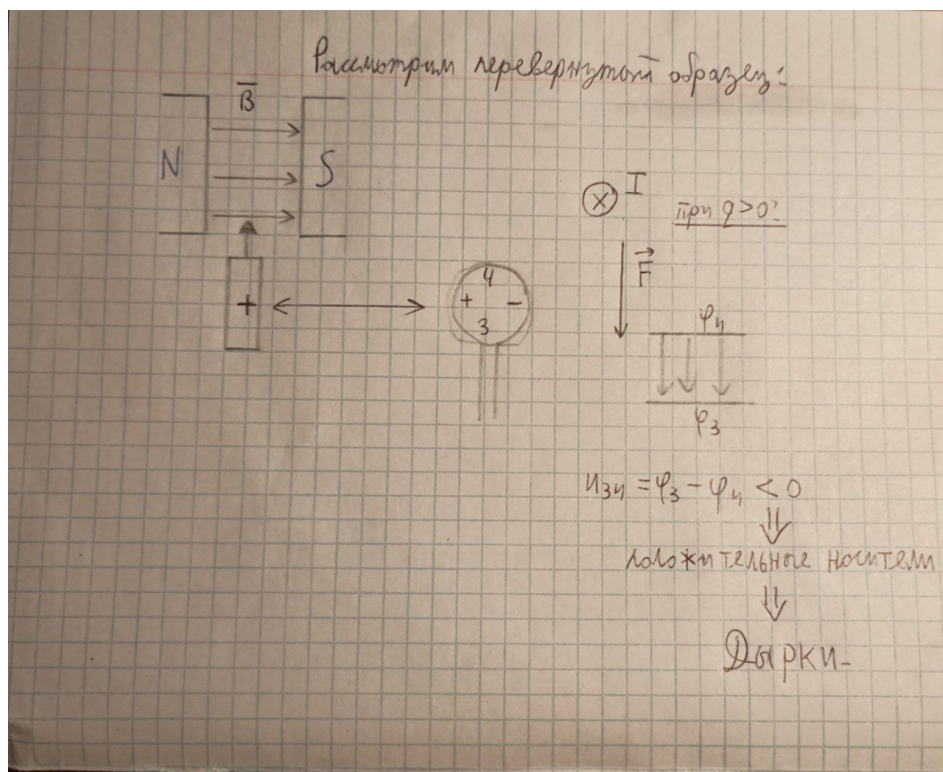 Рассмотрим перевернутый образец:
B̅
N
S
I
при q>0:
F⃗
+
4
+ −
3
φ₄
φ₃
U₃₄ = φ₃ − φ₄ < 0
⇓
положительные носители
⇓
Дырки